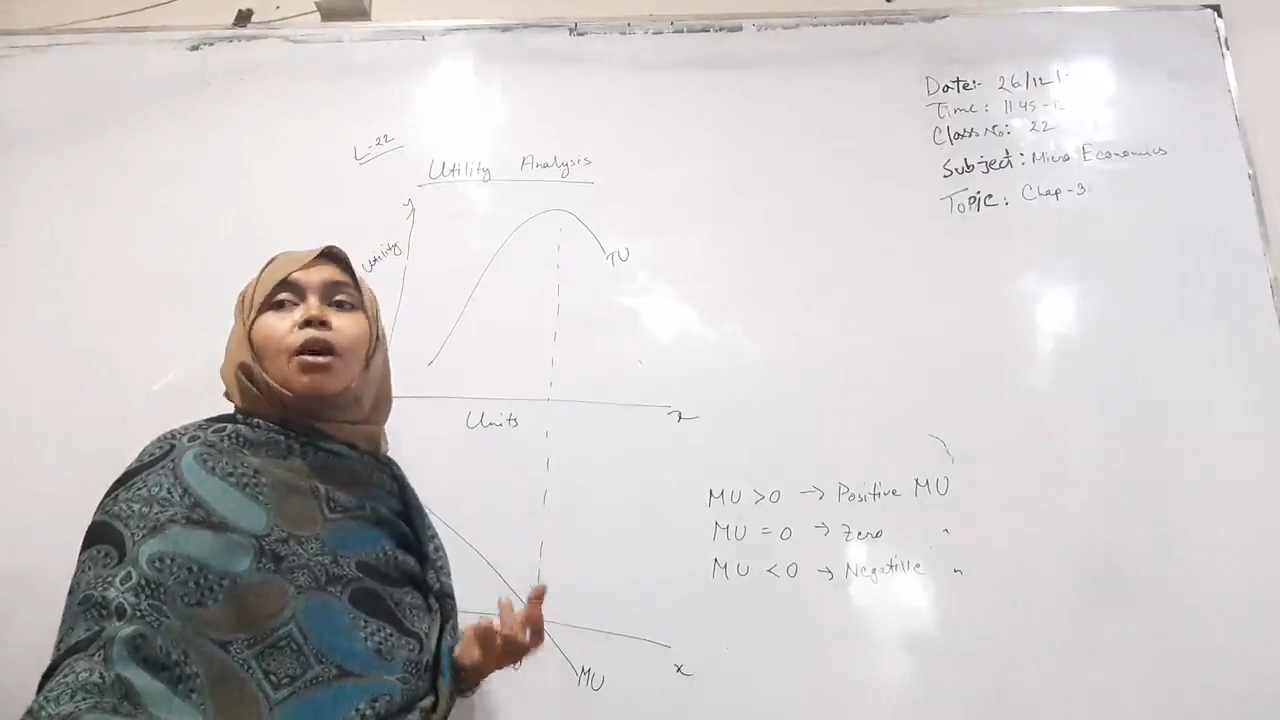 Date:- 26/12/
Time: 11:45-12
Class No: 22
Subject: Micro Economics
Topic: Chap-3
L-22
Utility Analysis
y
Utility
TU
Units
x
MU > 0 → Positive MU
MU = 0 → Zero "
MU < 0 → Negative "
MU
x